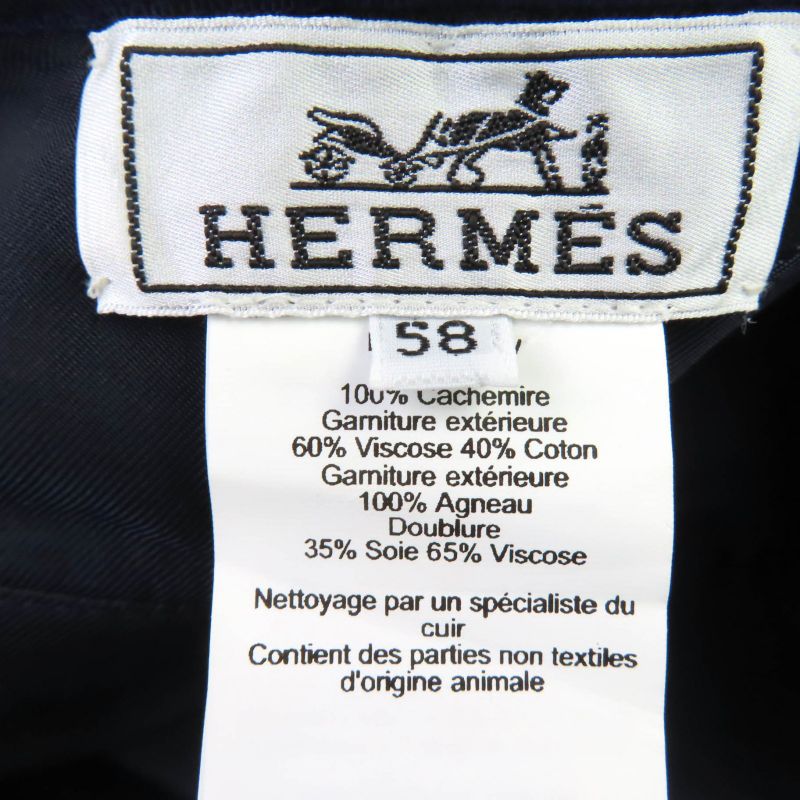 HERMÈS
58
100% Cachemire
Garniture extérieure
60% Viscose 40% Coton
Garniture extérieure
100% Agneau
Doublure
35% Soie 65% Viscose
Nettoyage par un spécialiste du
cuir
Contient des parties non textiles
d'origine animale